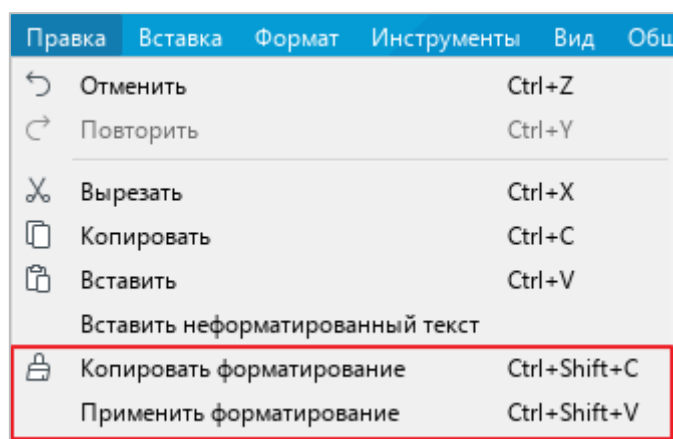 Правка Вставка Формат Инструменты Вид
Отменить Ctrl+Z
Повторить Ctrl+Y
Вырезать Ctrl+X
Копировать Ctrl+C
Вставить Ctrl+V
Вставить неформатированный текст
Копировать форматирование Ctrl+Shift+C
Применить форматирование Ctrl+Shift+V